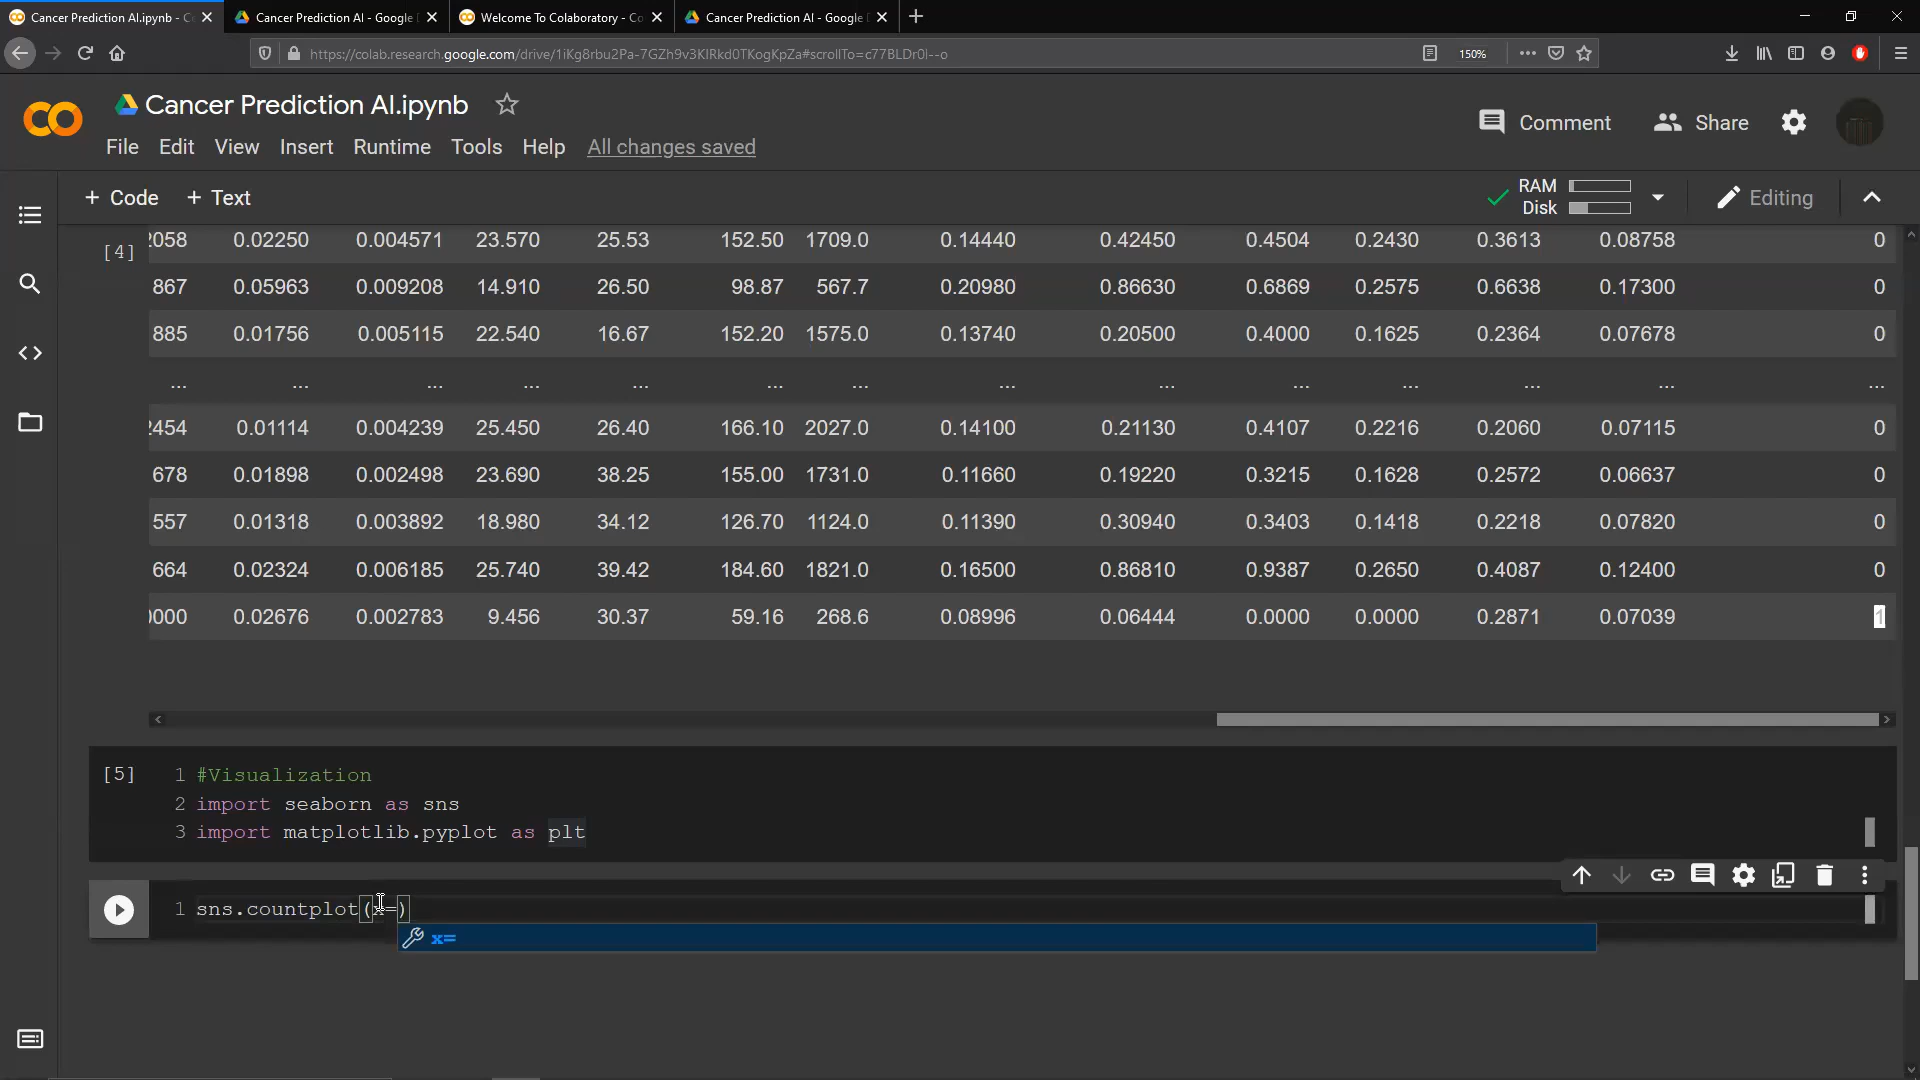 Cancer Prediction AI.ipynb - Co
Cancer Prediction AI - Google
Welcome To Colaboratory - Co
Cancer Prediction AI - Google
https://colab.research.google.com/drive/1iKg8rbu2Pa-7GZh9v3KIRkd0TKogKpZa#scrollTo=c77BLDr0i--o
150%
Cancer Prediction AI.ipynb
Comment
Share
File Edit View Insert Runtime Tools Help All changes saved
+ Code + Text
RAM
Disk
Editing
[4]
2058 0.02250 0.004571 23.570 25.53 152.50 1709.0 0.14440 0.42450 0.4504 0.2430 0.3613 0.08758 0
867 0.05963 0.009208 14.910 26.50 98.87 567.7 0.20980 0.86630 0.6869 0.2575 0.6638 0.17300 0
885 0.01756 0.005115 22.540 16.67 152.20 1575.0 0.13740 0.20500 0.4000 0.1625 0.2364 0.07678 0
... ... ... ... ... ... ... ... ... ... ... ... ... ...
2454 0.01114 0.004239 25.450 26.40 166.10 2027.0 0.14100 0.21130 0.4107 0.2216 0.2060 0.07115 0
678 0.01898 0.002498 23.690 38.25 155.00 1731.0 0.11660 0.19220 0.3215 0.1628 0.2572 0.06637 0
557 0.01318 0.003892 18.980 34.12 126.70 1124.0 0.11390 0.30940 0.3403 0.1418 0.2218 0.07820 0
664 0.02324 0.006185 25.740 39.42 184.60 1821.0 0.16500 0.86810 0.9387 0.2650 0.4087 0.12400 0
0000 0.02676 0.002783 9.456 30.37 59.16 268.6 0.08996 0.06444 0.0000 0.0000 0.2871 0.07039 1
[5]
1 #Visualization
2 import seaborn as sns
3 import matplotlib.pyplot as plt
1 sns.countplot(x=)
x=